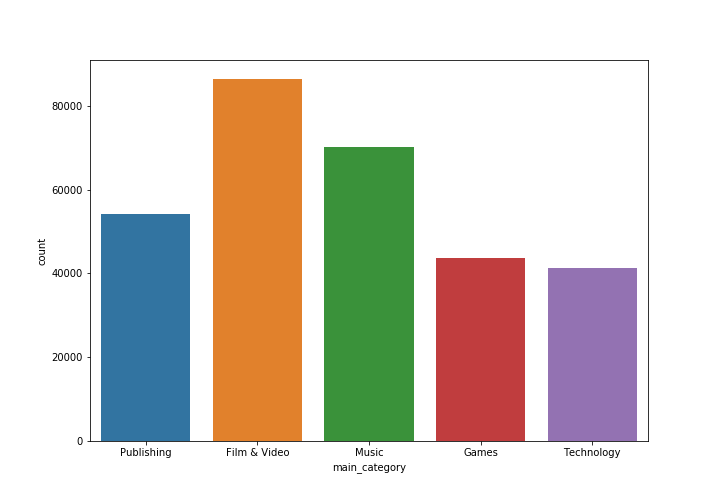 80000
60000
40000
20000
0
count
Publishing
Film & Video
Music
Games
Technology
main_category